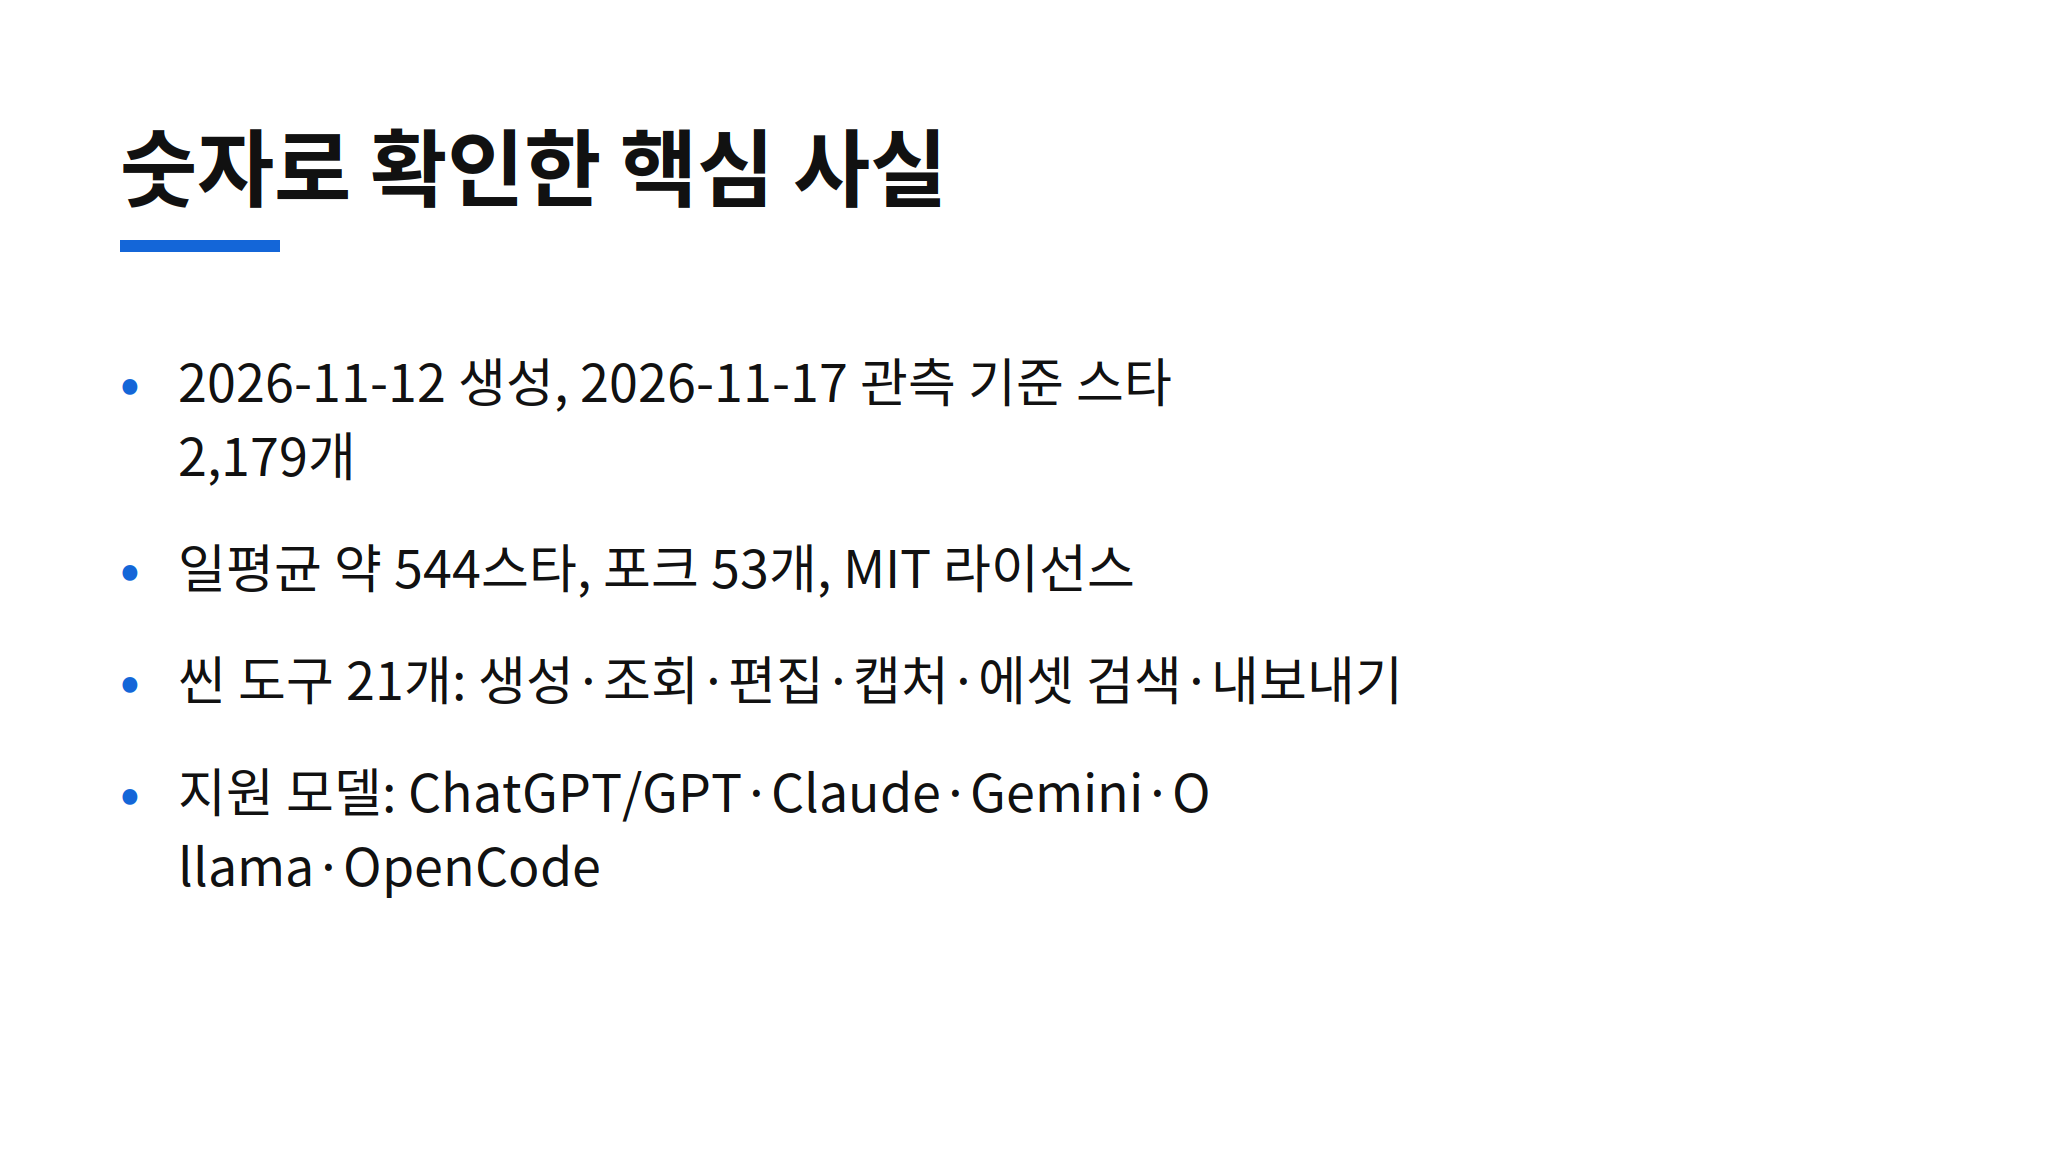 숫자로 확인한 핵심 사실
• 2026-11-12 생성, 2026-11-17 관측 기준 스타
2,179개
• 일평균 약 544스타, 포크 53개, MIT 라이선스
• 씬 도구 21개: 생성·조회·편집·캡처·에셋 검색·내보내기
• 지원 모델: ChatGPT/GPT·Claude·Gemini·O
llama·OpenCode